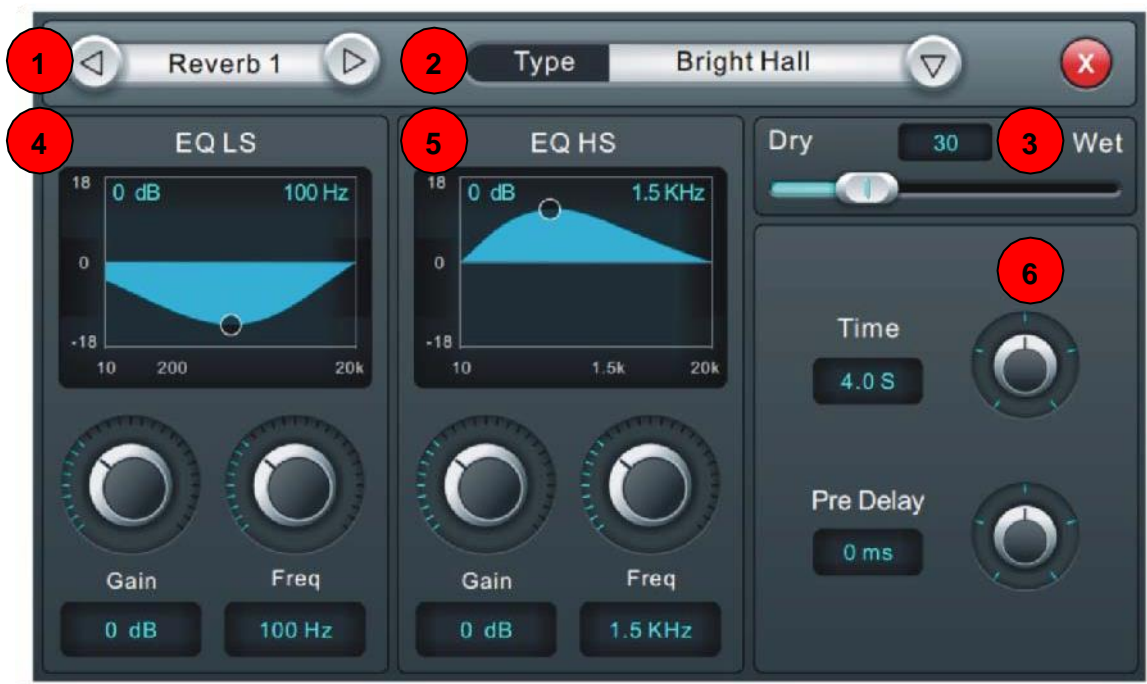 1 Reverb 1 2 Type Bright Hall X
4 EQ LS
18 0 dB 100 Hz
0
-18
10 200 20k
Gain Freq
0 dB 100 Hz
5 EQ HS
18 0 dB 1.5 KHz
0
-18
10 1.5k 20k
Gain Freq
0 dB 1.5 KHz
Dry 30 3 Wet
6
Time
4.0 S
Pre Delay
0 ms